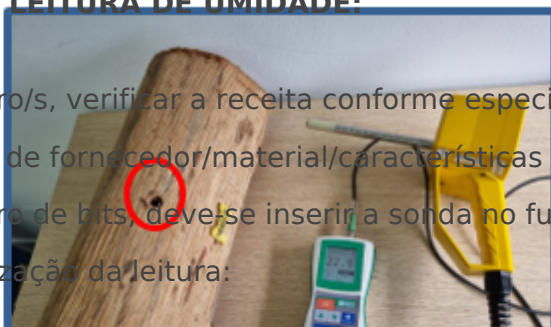 LEITURA DE UMIDADE:
ro/s, verificar a receita conforme especi
de fornecedor/material/características
ro de bits, deve-se inserir a sonda no fu
zação da leitura: